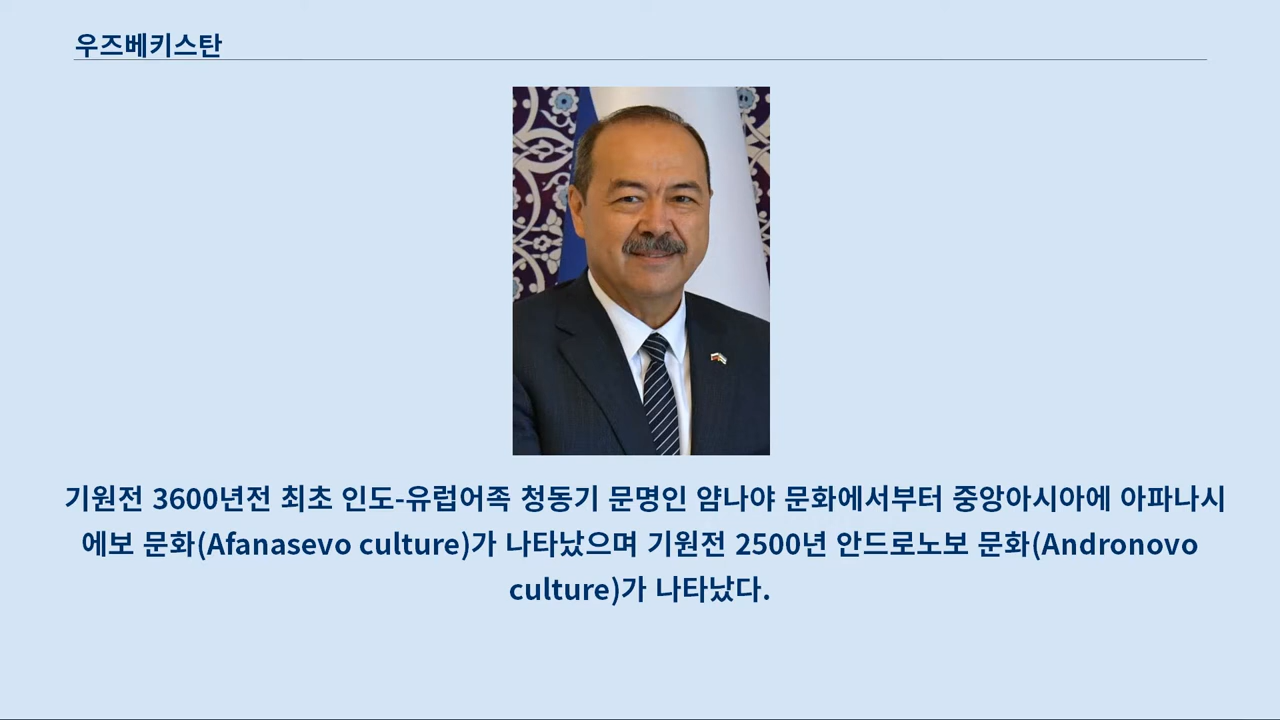 우즈베키스탄
기원전 3600년전 최초 인도-유럽어족 청동기 문명인 얌나야 문화에서부터 중앙아시아에 아파나시
에보 문화(Afanasevo culture)가 나타났으며 기원전 2500년 안드로노보 문화(Andronovo
culture)가 나타났다.